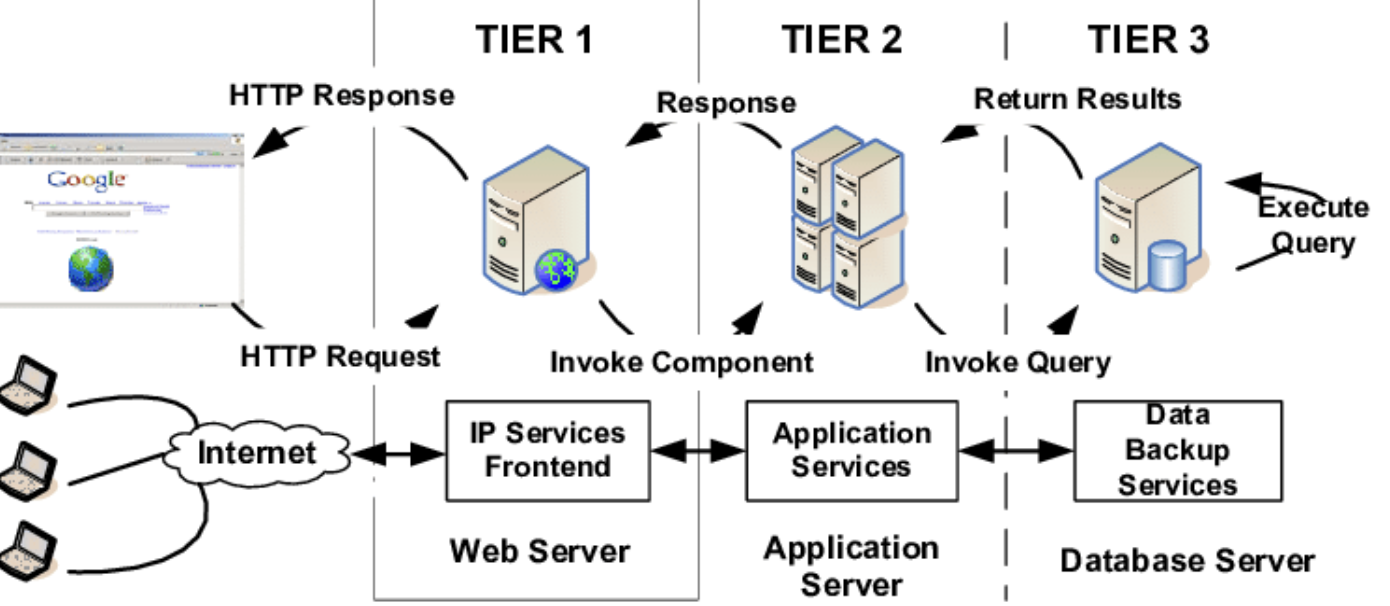 TIER 1
TIER 2
TIER 3
HTTP Response
Response
Return Results
Google
Execute
Query
HTTP Request
Invoke Component
Invoke Query
Internet
IP Services
Frontend
Application
Services
Data
Backup
Services
Web Server
Application
Server
Database Server